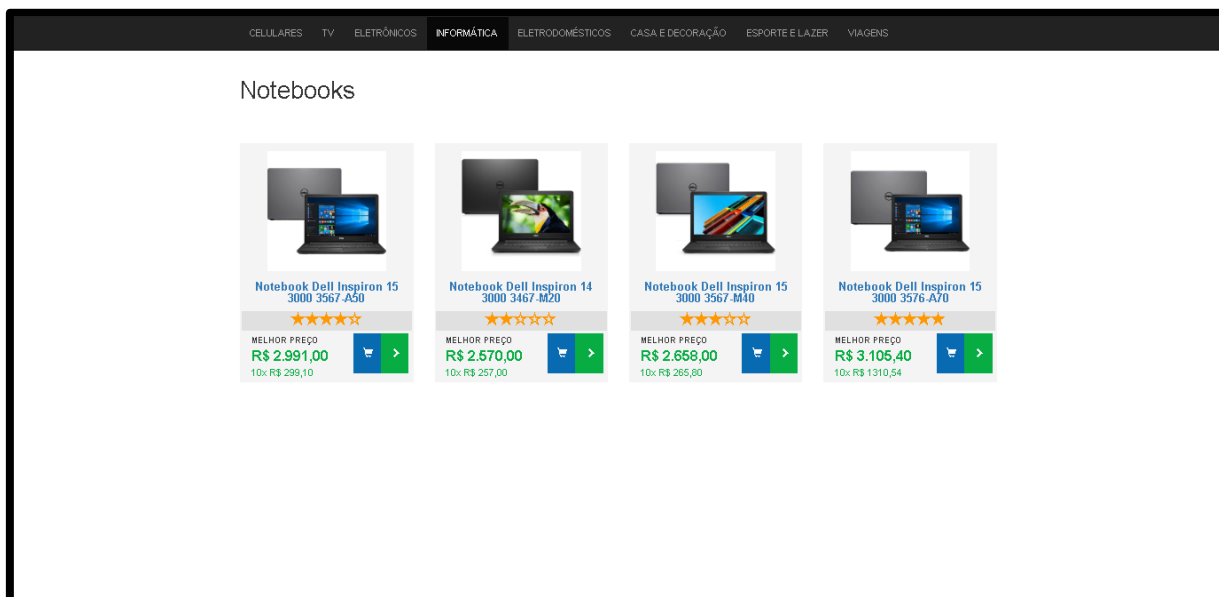 CELULARES TV ELETRÔNICOS INFORMÁTICA ELETRODOMÉSTICOS CASA E DECORAÇÃO ESPORTE E LAZER VIAGENS
Notebooks
Notebook Dell Inspiron 15
3000 3567-A50
MELHOR PREÇO
R$ 2.991,00
10x R$ 299,10
Notebook Dell Inspiron 14
3000 3467-M20
MELHOR PREÇO
R$ 2.570,00
10x R$ 257,00
Notebook Dell Inspiron 15
3000 3567-M40
MELHOR PREÇO
R$ 2.658,00
10x R$ 265,80
Notebook Dell Inspiron 15
3000 3576-A70
MELHOR PREÇO
R$ 3.105,40
10x R$ 1310,54